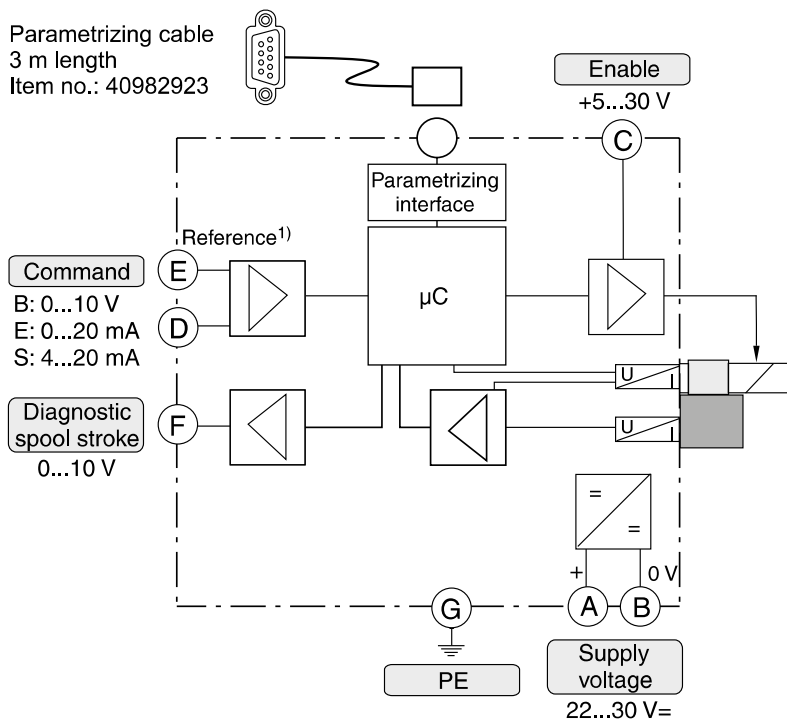 Parametrizing cable
3 m length
Item no.: 40982923
Enable
+5...30 V
C
Parametrizing
interface
Reference1)
Command
B: 0...10 V
E: 0...20 mA
S: 4...20 mA
E
D
µC
U
I
Diagnostic
spool stroke
0...10 V
F
U
I
=
=
+
0 V
G
A
B
PE
Supply
voltage
22...30 V=